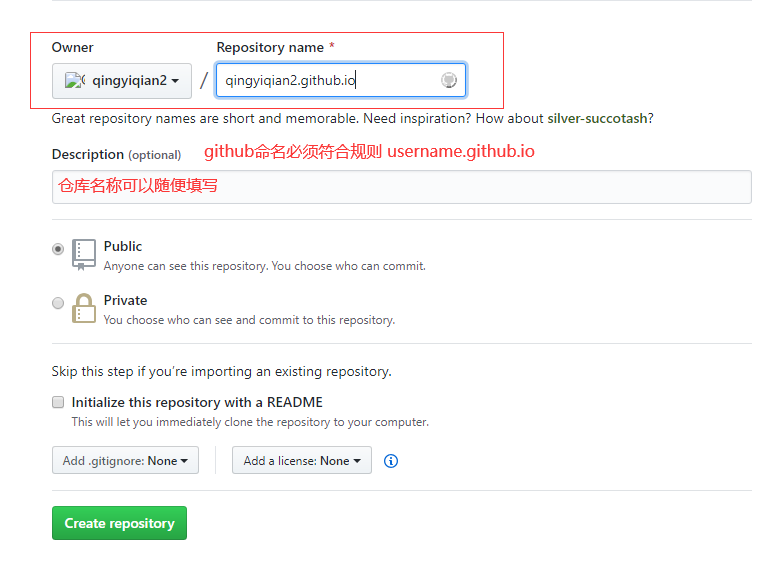 Owner Repository name *
qingyiqian2 / qingyiqian2.github.io
Great repository names are short and memorable. Need inspiration? How about silver-succotash?
Description (optional) github命名必须符合规则 username.github.io
仓库名称可以随便填写
Public
Anyone can see this repository. You choose who can commit.
Private
You choose who can see and commit to this repository.
Skip this step if you’re importing an existing repository.
Initialize this repository with a README
This will let you immediately clone the repository to your computer.
Add .gitignore: None Add a license: None
Create repository